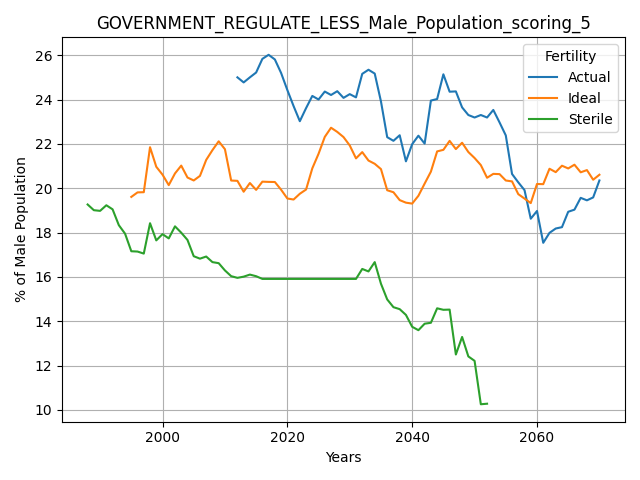 GOVERNMENT_REGULATE_LESS_Male_Population_scoring_5
Fertility
Actual
Ideal
Sterile
% of Male Population
26
24
22
20
18
16
14
12
10
2000
2020
2040
2060
Years